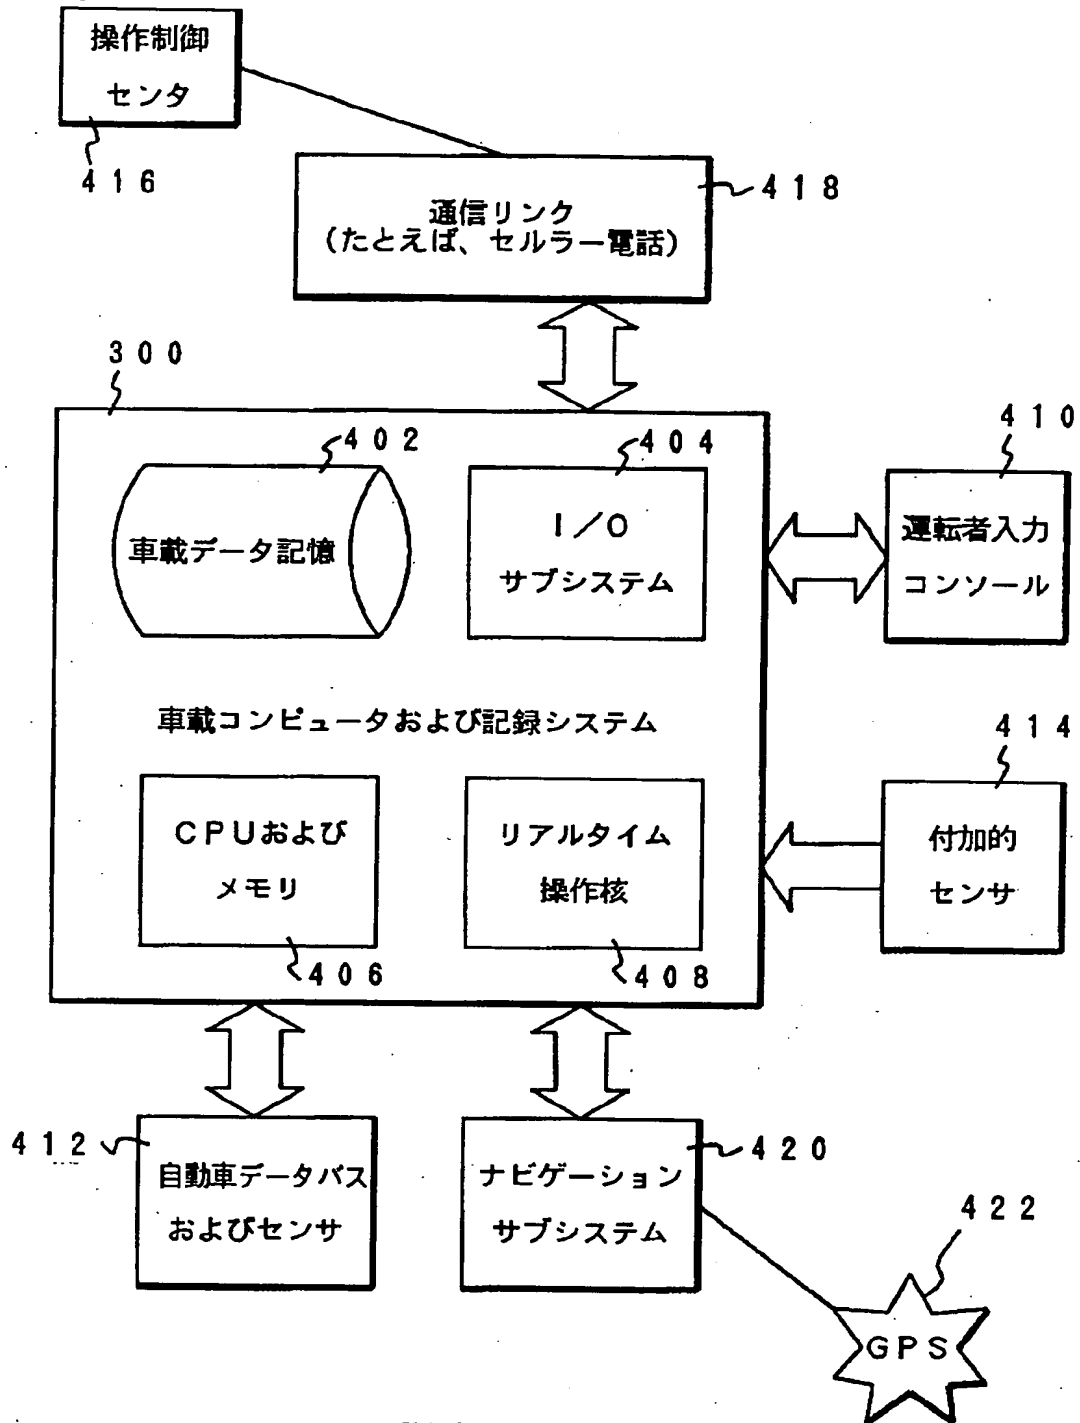 操作制御
センタ
416
418
通信リンク
(たとえば、セルラー電話)
300
402
404
410
車載データ記憶
I/O
サブシステム
運転者入力
コンソール
車載コンピュータおよび記録システム
414
CPUおよび
メモリ
リアルタイム
操作核
付加的
センサ
406
408
412
自動車データバス
およびセンサ
ナビゲーション
サブシステム
420
422
GPS